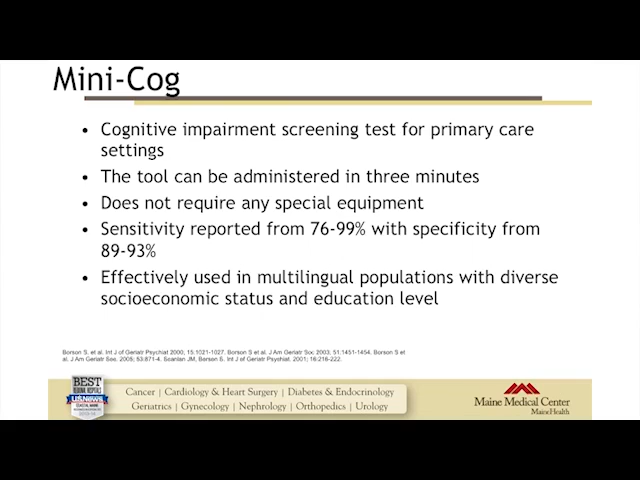 Mini-Cog
• Cognitive impairment screening test for primary care
settings
• The tool can be administered in three minutes
• Does not require any special equipment
• Sensitivity reported from 76-99% with specificity from
89-93%
• Effectively used in multilingual populations with diverse
socioeconomic status and education level
Borson S. et al. Int J of Geriatr Psychiat 2000; 15:1021-1027. Borson S et al. J Am Geriatr Soc 2003; 51:1451-1454. Borson S et
al. J Am Geriatr Soc. 2005; 53:871-4. Scanlan JM, Borson S. Int J of Geriatr Psychiat. 2001; 16:216-222.
BEST
REGIONAL HOSPITALS
U.S. News
Cancer | Cardiology & Heart Surgery | Diabetes & Endocrinology
Geriatrics | Gynecology | Nephrology | Orthopedics | Urology
Maine Medical Center
MaineHealth